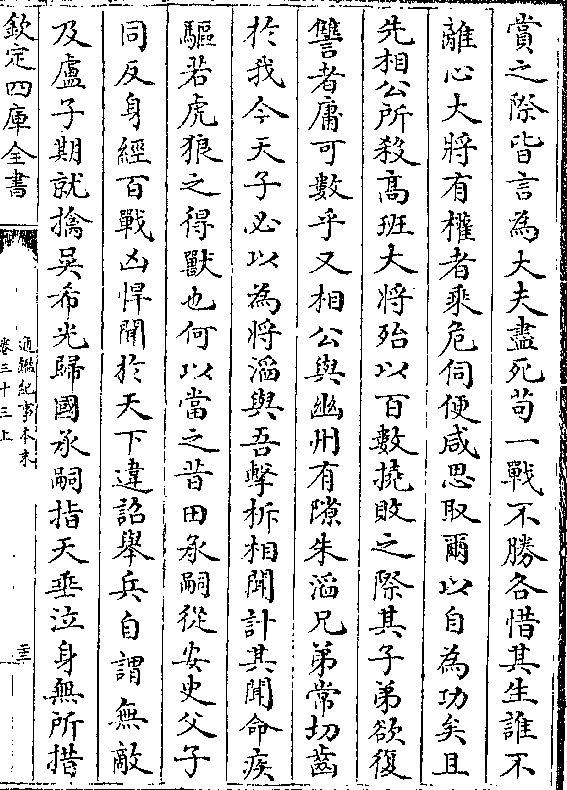 賞之際皆言為大夫盡死苟一戰不勝各惜其生誰不
離心大將有權者乘危伺便咸思取爾以自為功矣且
先相公所殺高班大將殆以百數撓敗之際其子弟欲復
讐者庸可數乎又相公與幽州有隙朱滔兄弟常切齒
於我今天子必以為將滔與吾擊柝相聞計其聞命疾
驅若虎狼之得獸也何以當之昔田承嗣從安史父子
同反身經百戰凶悍聞於天下違詔舉兵自謂無敵
及盧子期就擒吳希光歸國承嗣指天垂泣身無所措
欽定四庫全書
通鑑紀事本末
卷三十三上